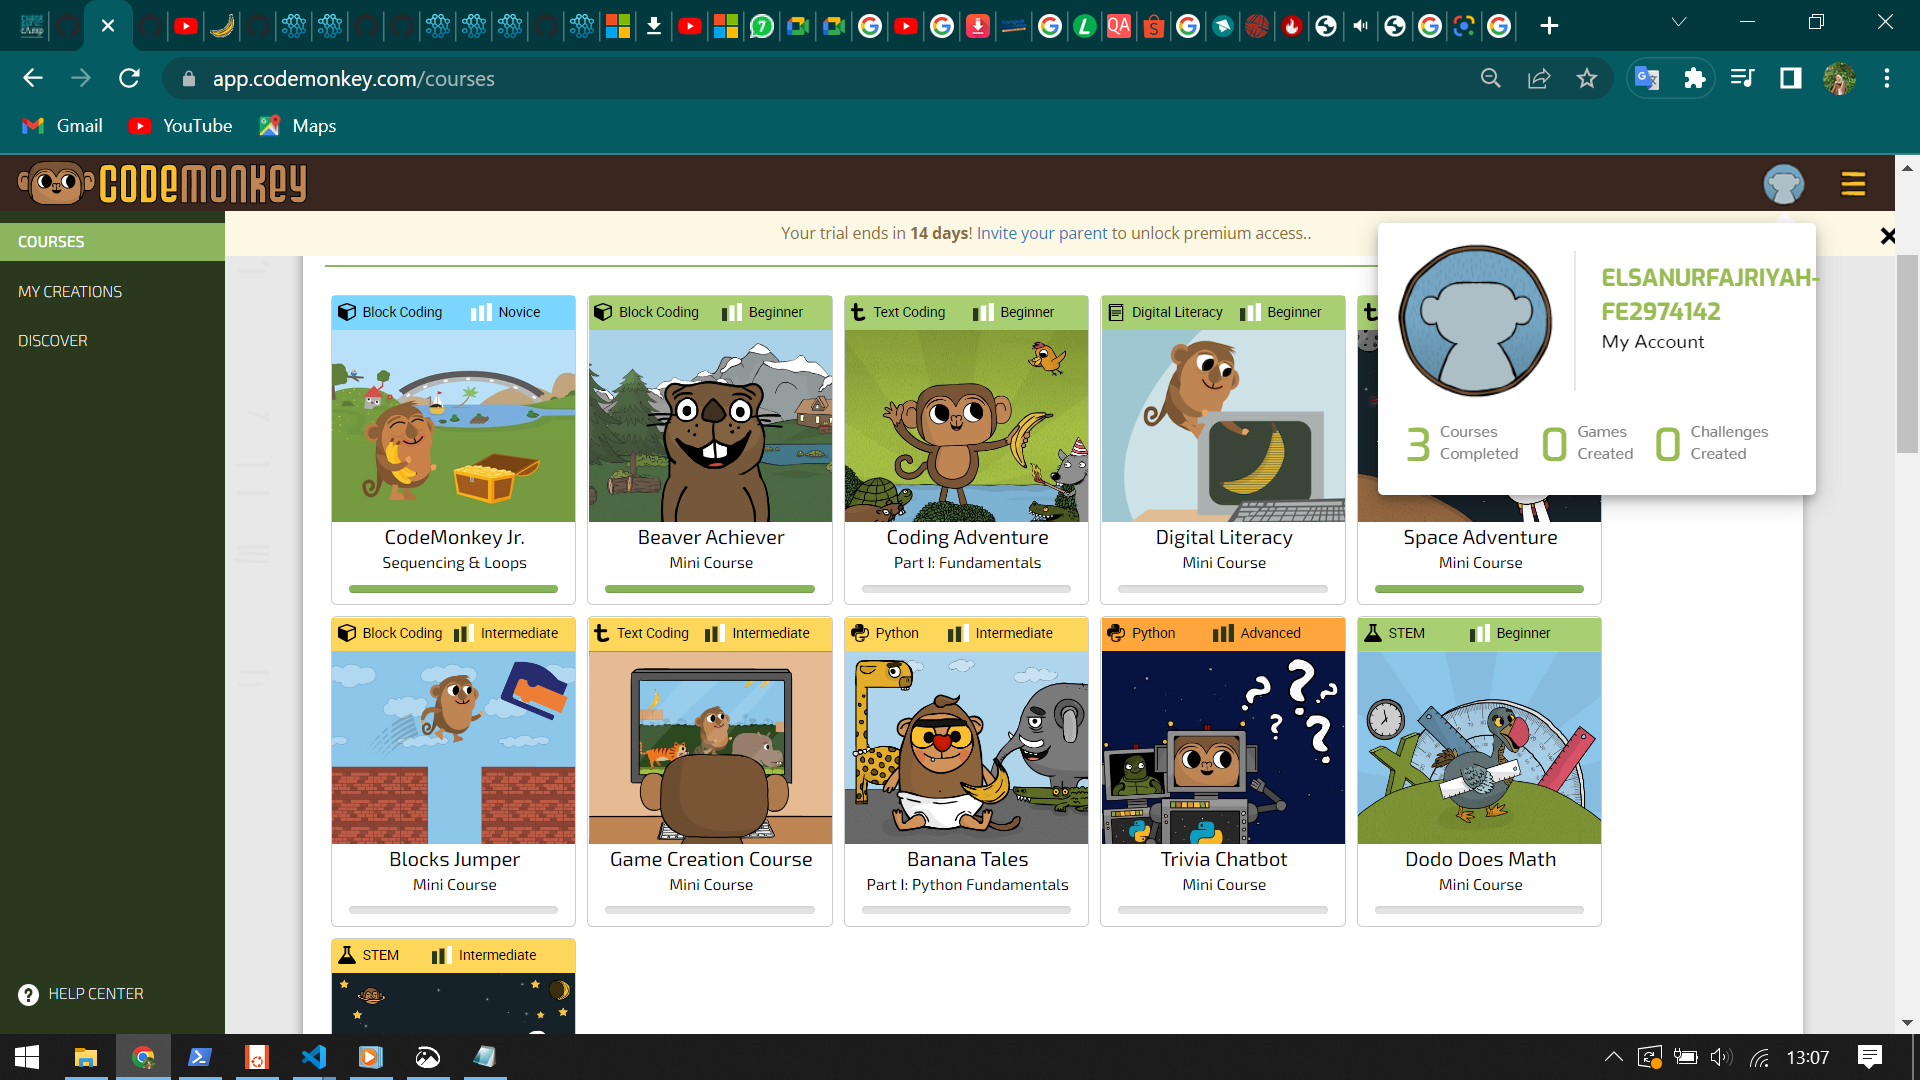 app.codemonkey.com/courses
Gmail
YouTube
Maps
CODEMONKEY
COURSES
MY CREATIONS
DISCOVER
HELP CENTER
Your trial ends in 14 days! Invite your parent to unlock premium access..
ELSANURFAJRIYAH-
FE2974142
My Account
3 Courses Completed
0 Games Created
0 Challenges Created
Block Coding Novice
CodeMonkey Jr.
Sequencing & Loops
Block Coding Beginner
Beaver Achiever
Mini Course
Text Coding Beginner
Coding Adventure
Part I: Fundamentals
Digital Literacy Beginner
Digital Literacy
Mini Course
Space Adventure
Mini Course
Block Coding Intermediate
Blocks Jumper
Mini Course
Text Coding Intermediate
Game Creation Course
Mini Course
Python Intermediate
Banana Tales
Part I: Python Fundamentals
Python Advanced
Trivia Chatbot
Mini Course
STEM Beginner
Dodo Does Math
Mini Course
STEM Intermediate
13:07